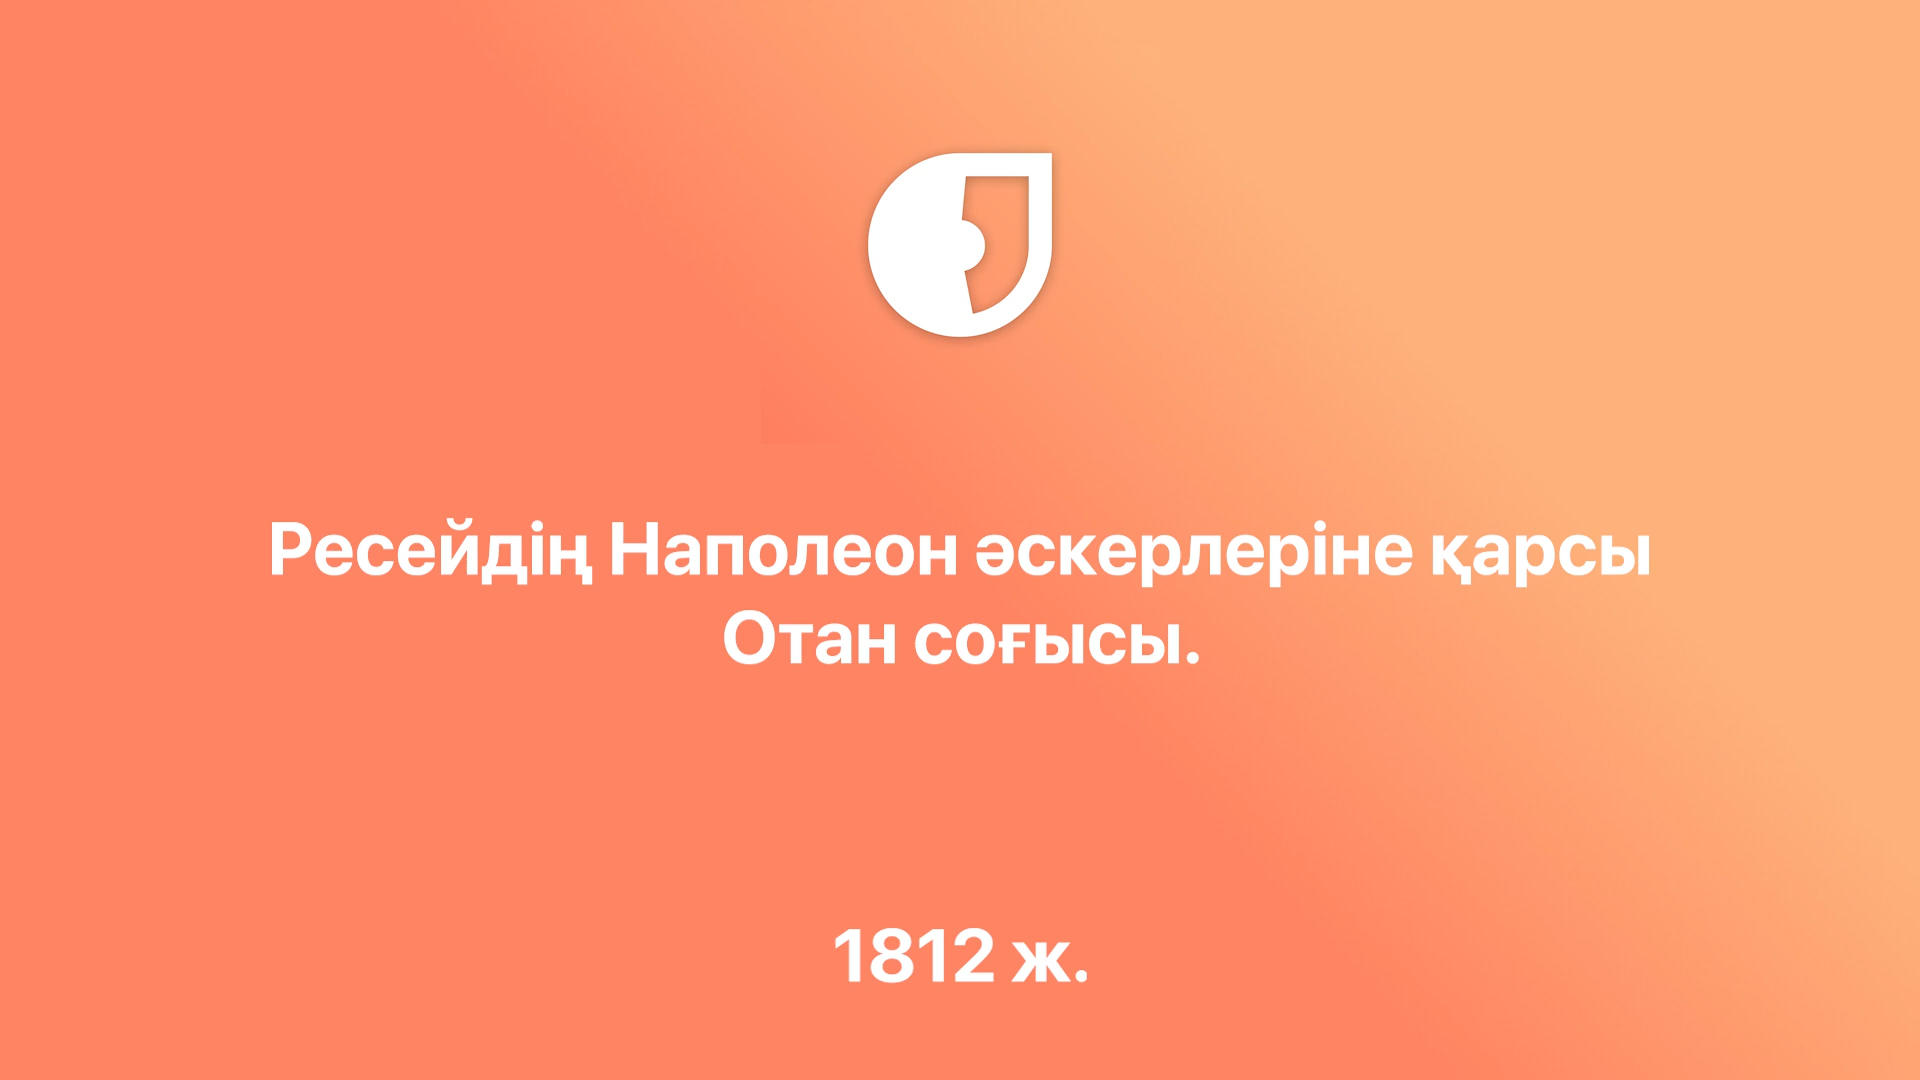 Ресейдің Наполеон әскерлеріне қарсы
Отан соғысы.
1812 ж.